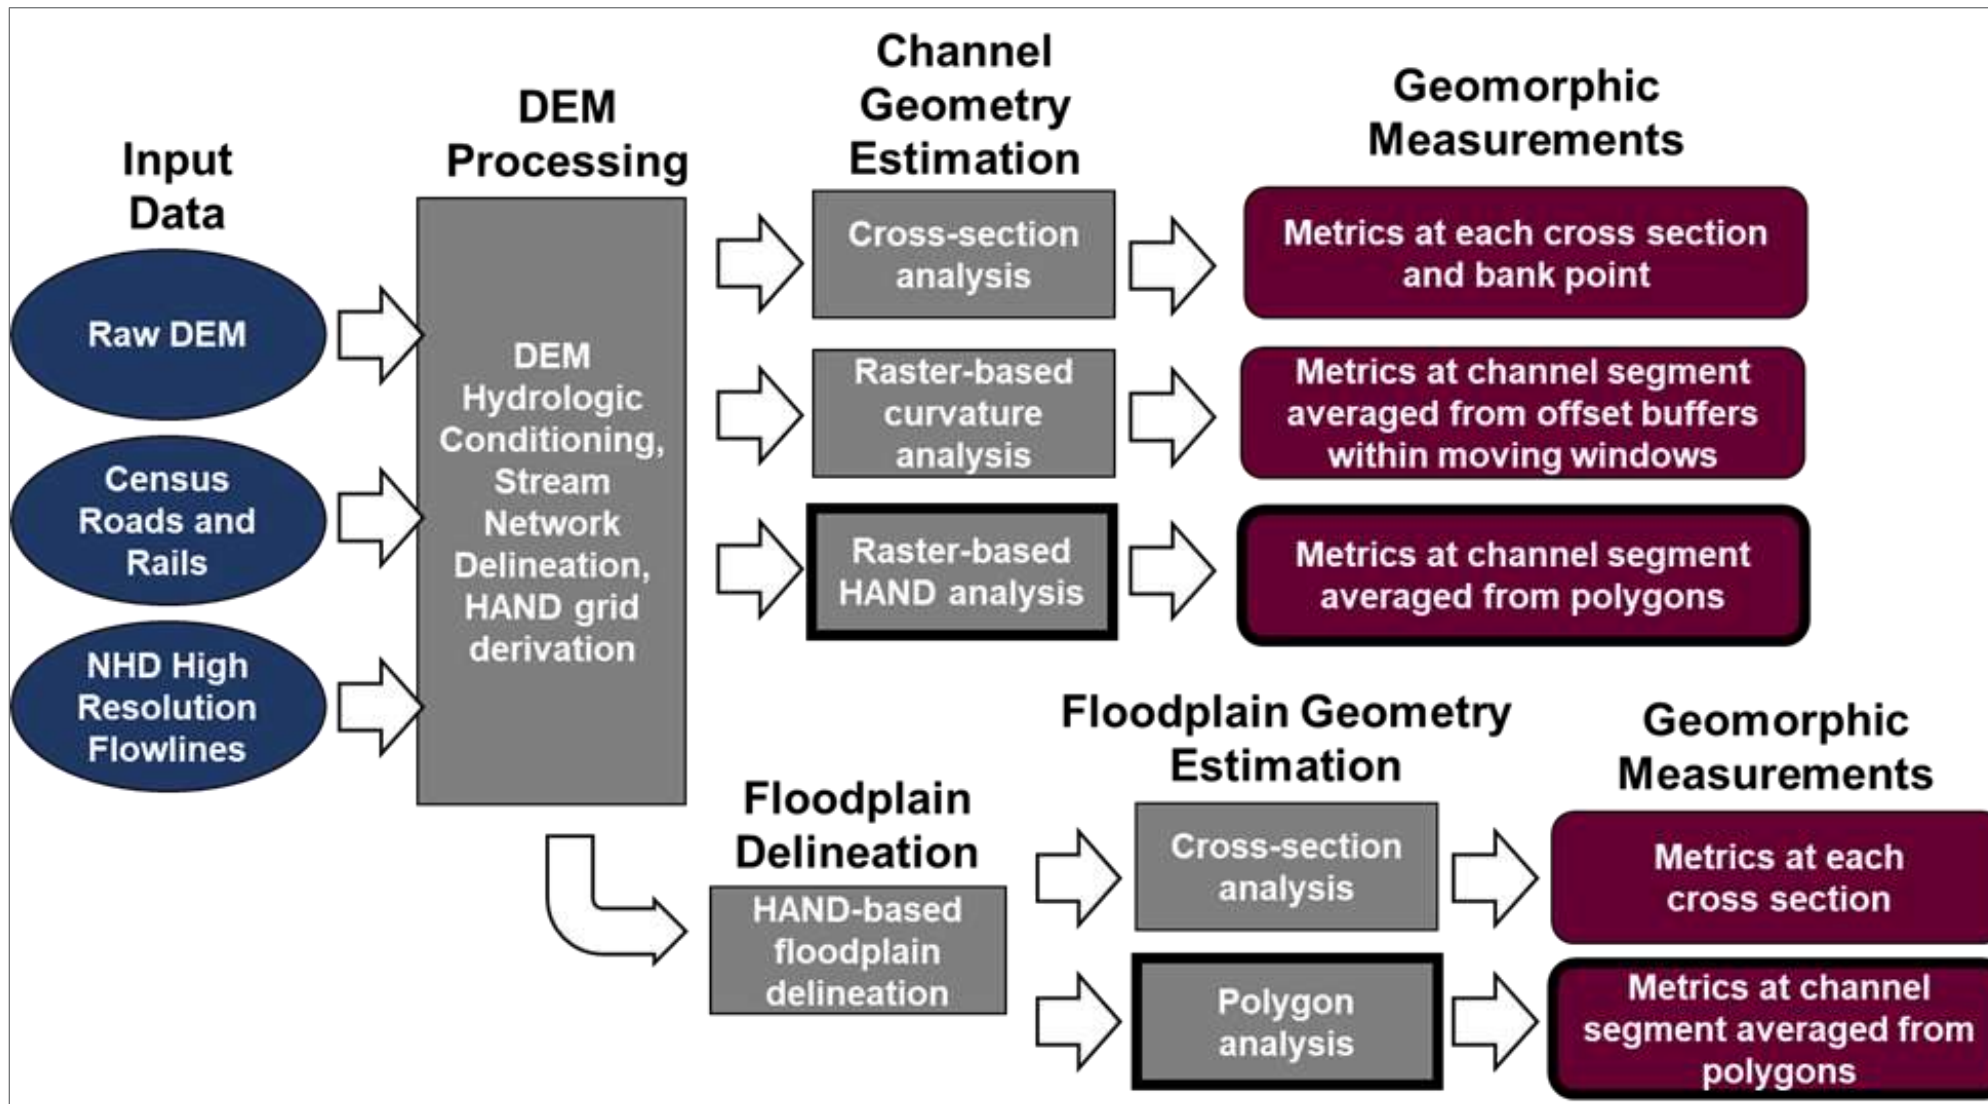 Input
Data
Raw DEM
Census
Roads and
Rails
NHD High
Resolution
Flowlines
DEM
Processing
DEM
Hydrologic
Conditioning,
Stream
Network
Delineation,
HAND grid
derivation
Channel
Geometry
Estimation
Cross-section
analysis
Raster-based
curvature
analysis
Raster-based
HAND analysis
Geomorphic
Measurements
Metrics at each cross section
and bank point
Metrics at channel segment
averaged from offset buffers
within moving windows
Metrics at channel segment
averaged from polygons
Floodplain
Delineation
HAND-based
floodplain
delineation
Floodplain Geometry
Estimation
Cross-section
analysis
Polygon
analysis
Geomorphic
Measurements
Metrics at each
cross section
Metrics at channel
segment averaged from
polygons